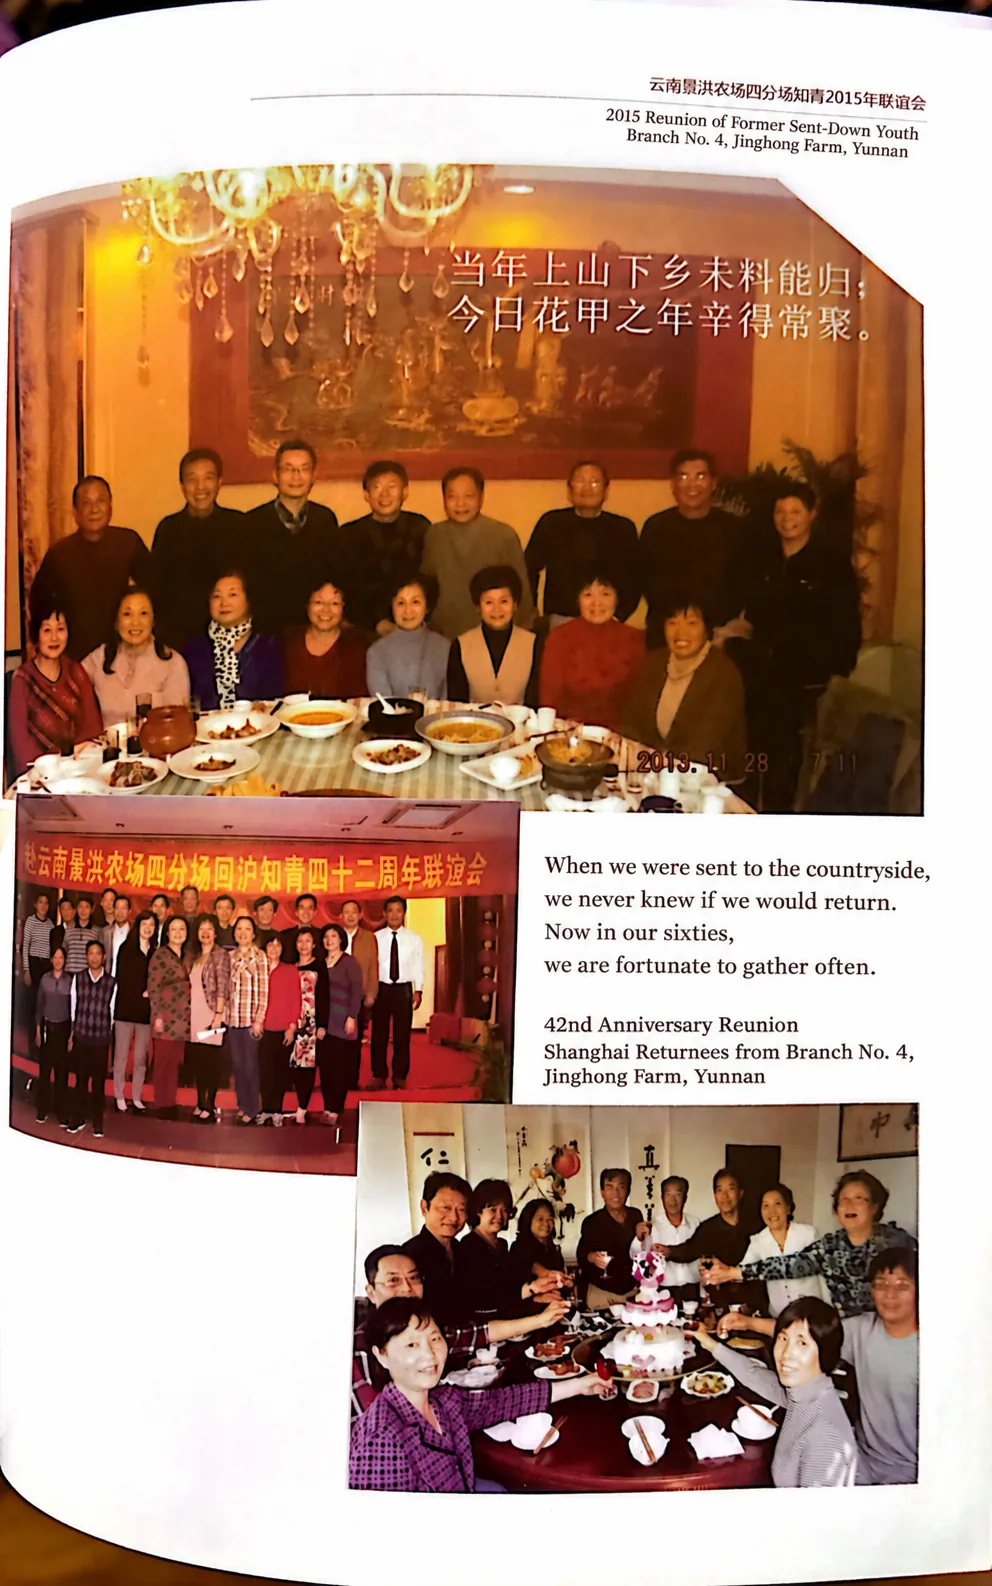 云南景洪农场四分场知青2015年联谊会
2015 Reunion of Former Sent-Down Youth
Branch No. 4, Jinghong Farm, Yunnan
当年上山下乡未料能归;
今日花甲之年辛得常聚。
2013.11.28 17:11
赴云南景洪农场四分场回沪知青四十二周年联谊会
When we were sent to the countryside,
we never knew if we would return.
Now in our sixties,
we are fortunate to gather often.
42nd Anniversary Reunion
Shanghai Returnees from Branch No. 4,
Jinghong Farm, Yunnan
仁
中